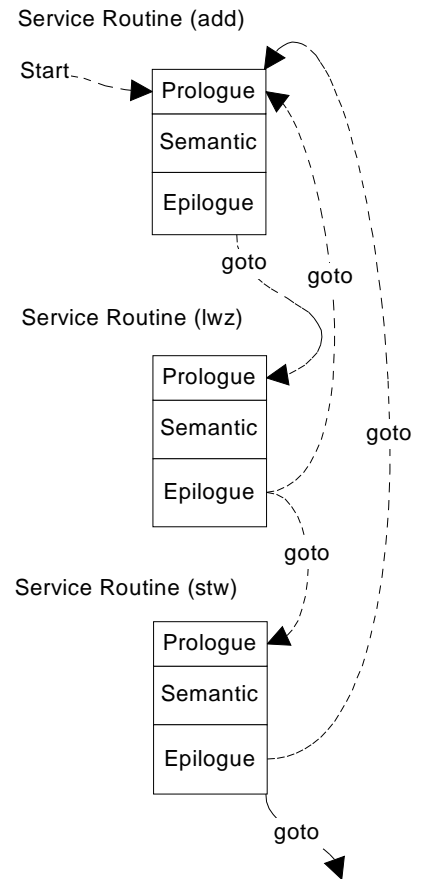 Service Routine (add)
Start
Prologue
Semantic
Epilogue
goto
goto
Service Routine (lwz)
Prologue
Semantic
goto
Epilogue
goto
Service Routine (stw)
Prologue
Semantic
Epilogue
goto